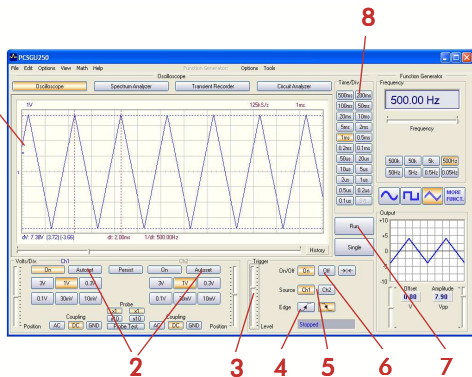 8
PCSGU250
File Edit Options View Math Help Function Generator Options Tools
Oscilloscope
Oscilloscope Spectrum Analyzer Transient Recorder Circuit Analyzer
1V 125kS/s 1ms
dV: 7.38V (3.72)(-3.66) dt: 2.00ms 1/dt: 500.00Hz
History
Time/Div
500ms 200ms
100ms 50ms
20ms 10ms
5ms 2ms
1ms 0.5ms
0.2ms 0.1ms
50us 20us
10us 5us
2us 1us
0.5us 0.2us
0.1us
Run
Single
Function Generator
Frequency
500.00 Hz
Frequency
500k 50k 5k 500Hz
50Hz 5Hz 0.5Hz 0.05Hz
MORE
FUNCT.
Output
+10
+5
0
-5
-10
Offset Amplitude
0.00 7.90
V Vpp
Volts/Div. Ch1 Ch2
On Autoset Persist On Autoset
3V 1V 0.3V 3V 1V 0.3V
0.1V 30mV 10mV 0.1V 30mV 10mV
Coupling Probe Coupling
x1 x1
x10 x10
Position AC DC GND Probe Test AC DC GND Position
Trigger
On/Off On Off
Source Ch1 Ch2
Edge
Level Stopped
2 3 4 5 6 7